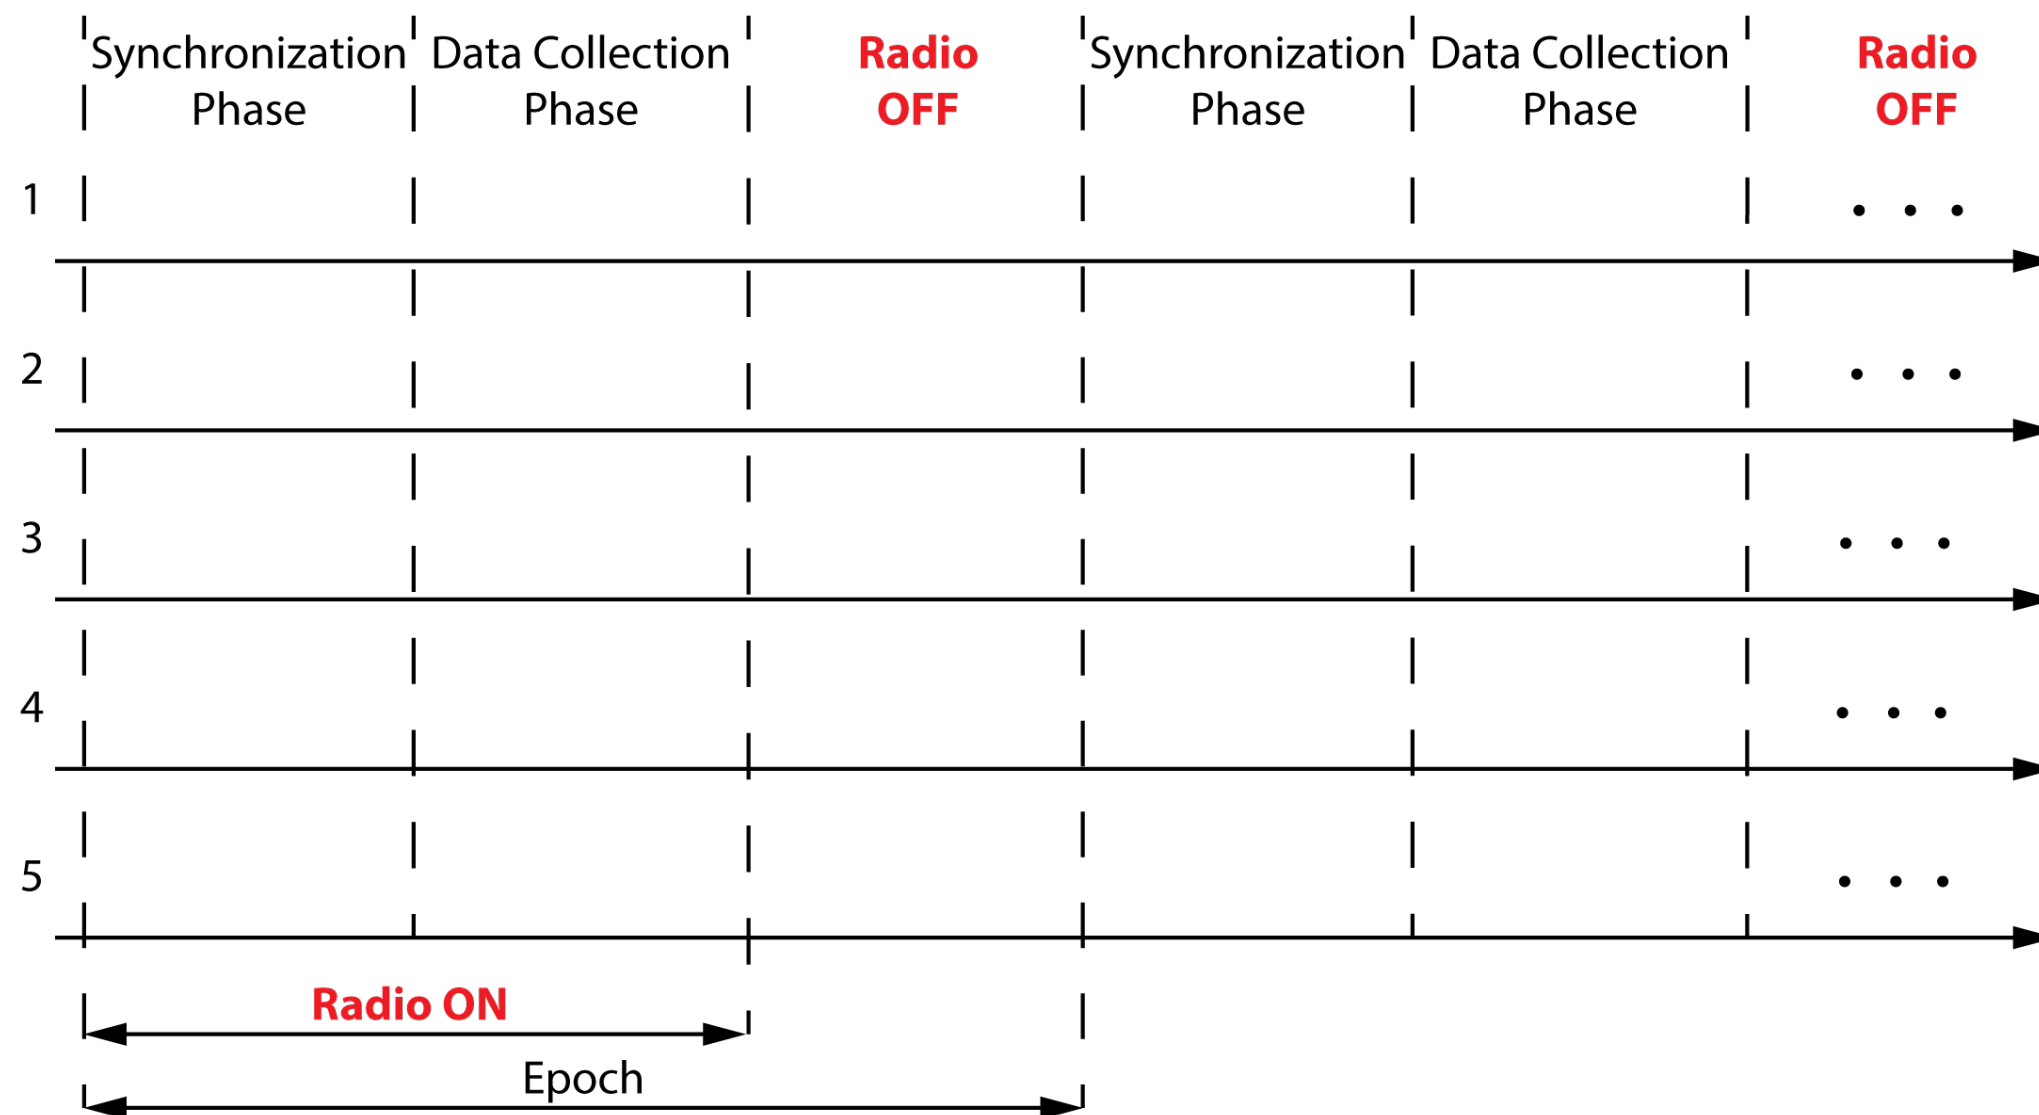 Synchronization Phase
Data Collection Phase
Radio OFF
Synchronization Phase
Data Collection Phase
Radio OFF
1
. . .
2
. . .
3
. . .
4
. . .
5
. . .
Radio ON
Epoch